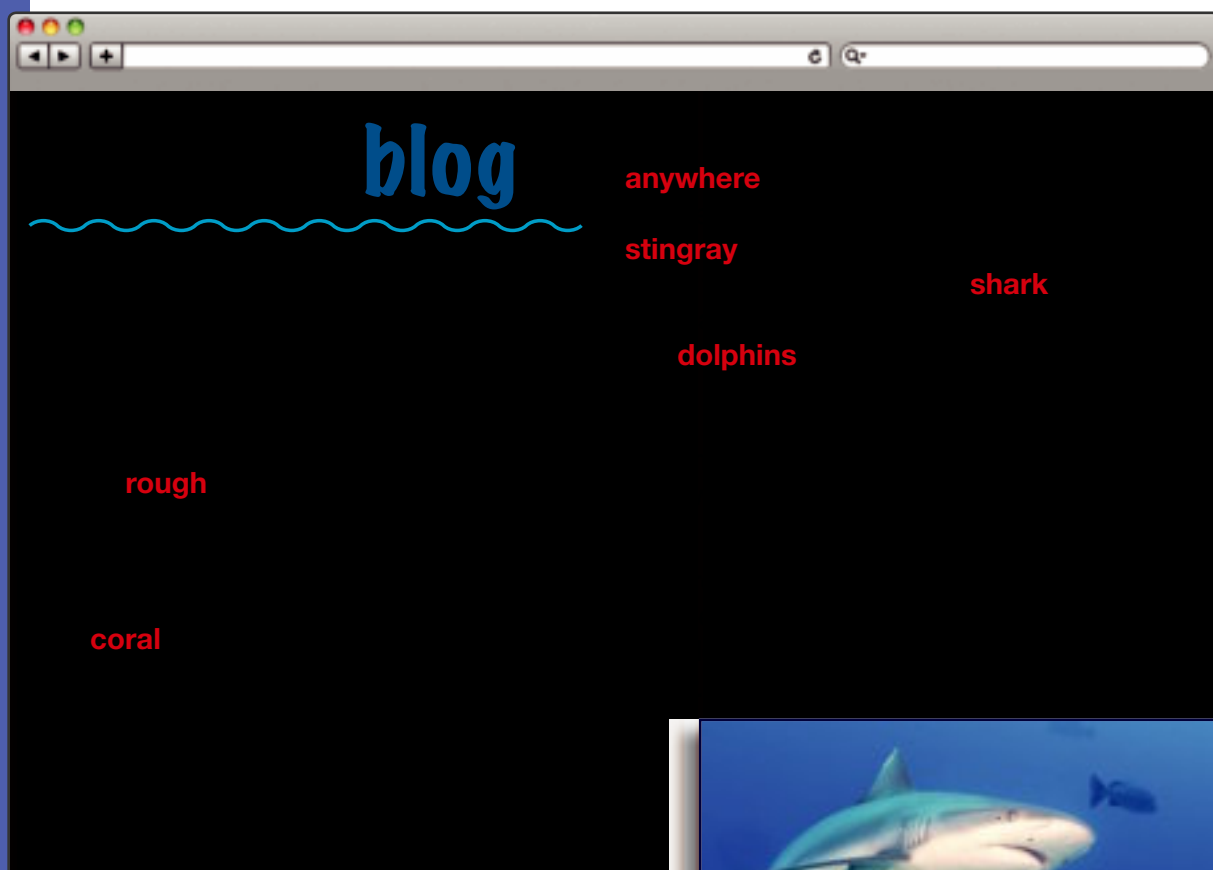 blog
rough
coral
anywhere
stingray
shark
dolphins